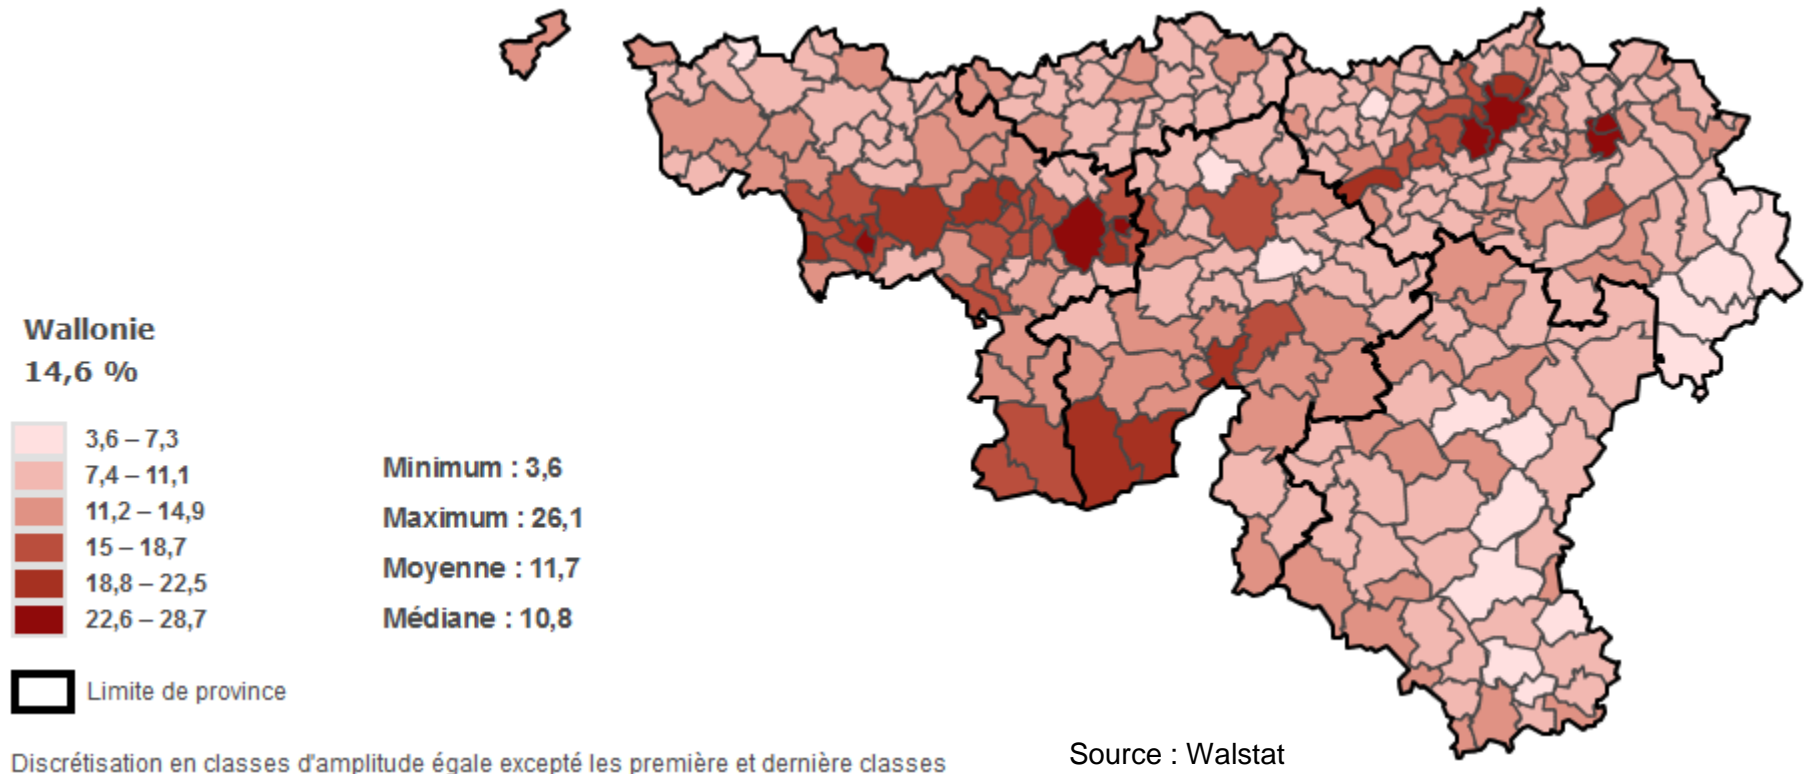 Wallonie
14,6 %
3,6 – 7,3
7,4 – 11,1
11,2 – 14,9
15 – 18,7
18,8 – 22,5
22,6 – 28,7
Minimum : 3,6
Maximum : 26,1
Moyenne : 11,7
Médiane : 10,8
Limite de province
Discrétisation en classes d'amplitude égale excepté les première et dernière classes
Source : Walstat